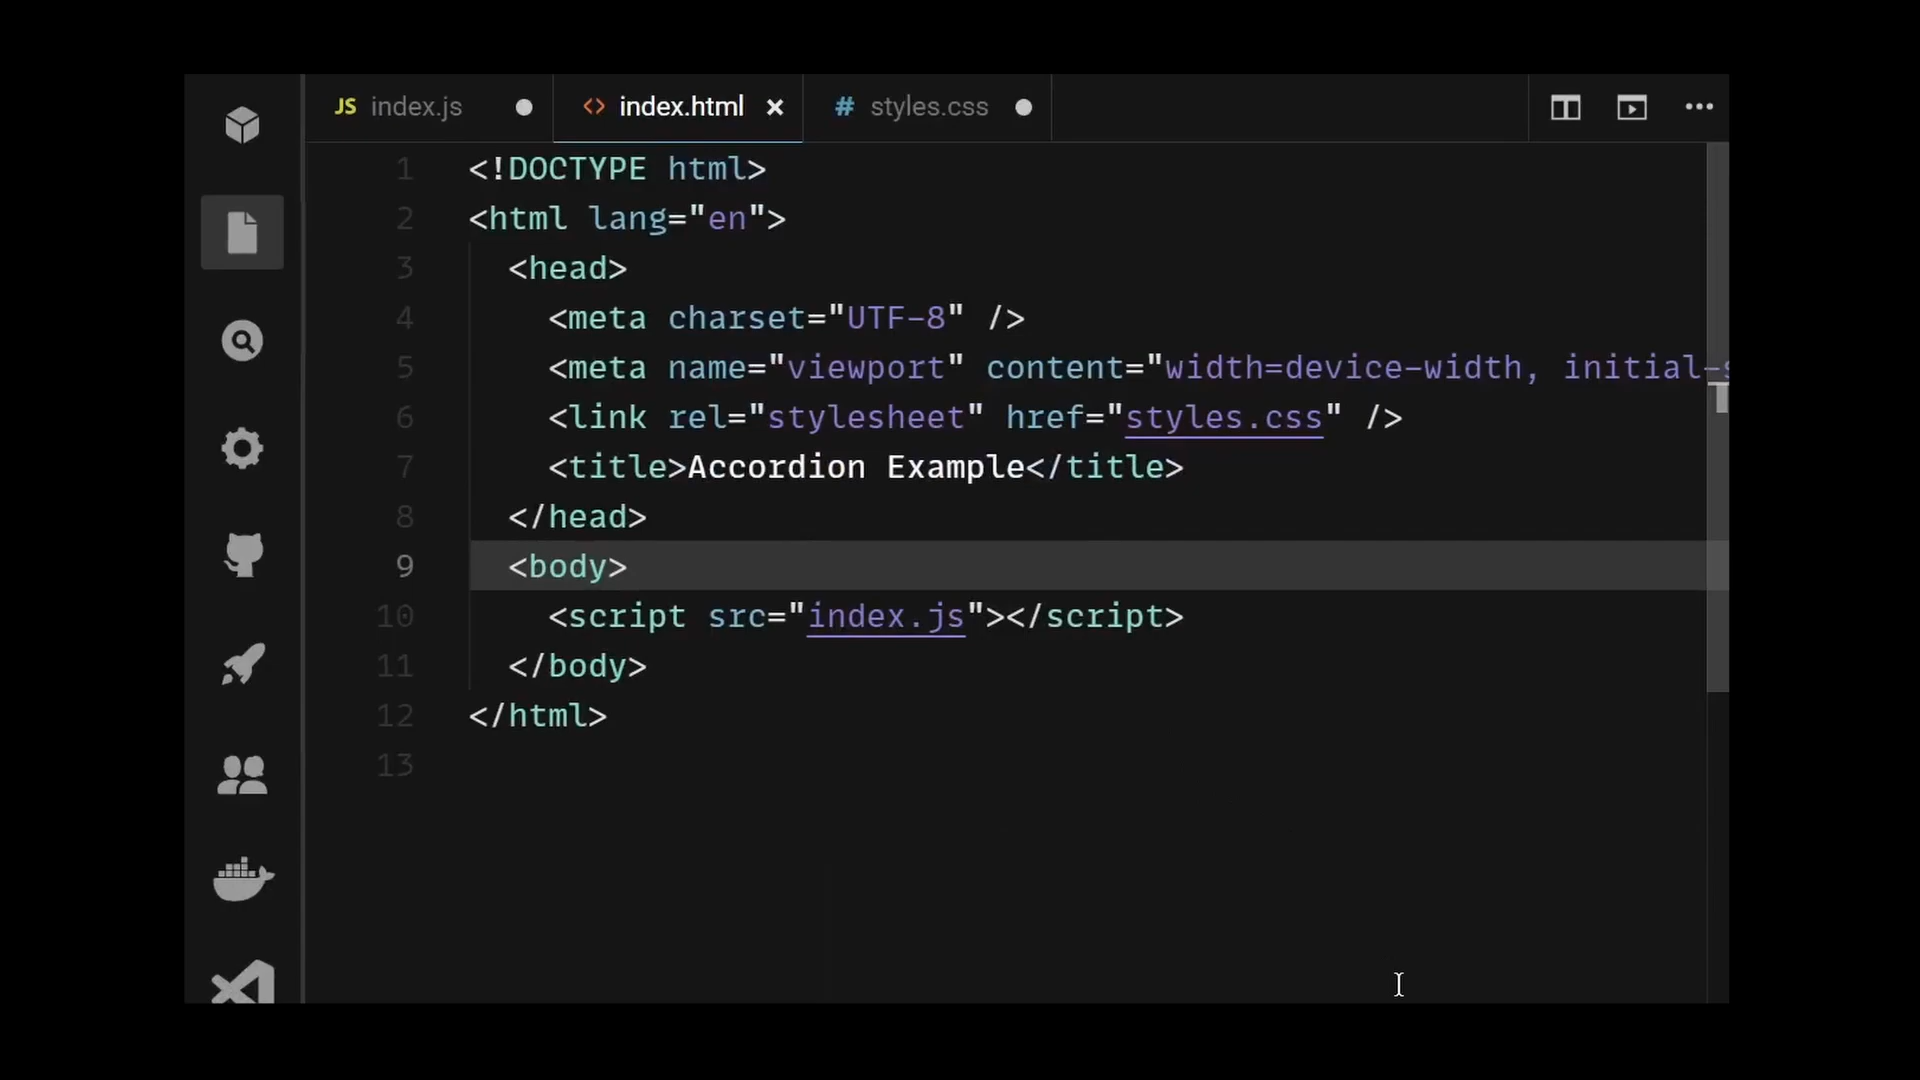 JS index.js
<> index.html ×
# styles.css
1 <!DOCTYPE html>
2 <html lang="en">
3 <head>
4 <meta charset="UTF-8" />
5 <meta name="viewport" content="width=device-width, initial-s
6 <link rel="stylesheet" href="styles.css" />
7 <title>Accordion Example</title>
8 </head>
9 <body>
10 <script src="index.js"></script>
11 </body>
12 </html>
13